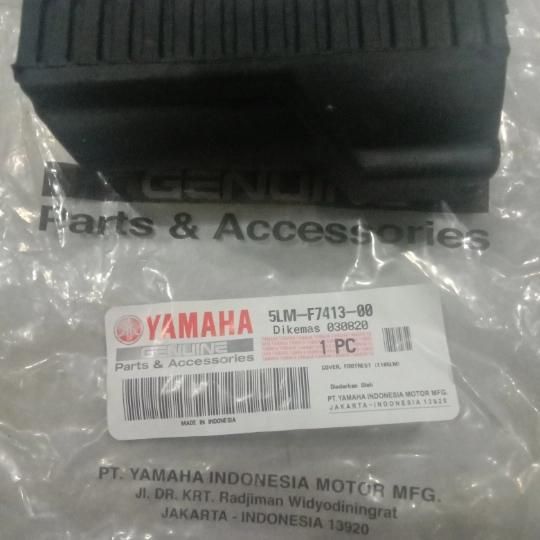 GENUINE
Parts & Accessories
YAMAHA
5LM-F7413-00
Dikemas 030820
GENUINE
Parts & Accessories
1 PC
COVER, FOOTREST
Diedarkan Oleh
PT. YAMAHA INDONESIA MOTOR MFG.
JAKARTA-INDONESIA 13920
MADE IN INDONESIA
PT. YAMAHA INDONESIA MOTOR MFG.
Jl. DR. KRT. Radjiman Widyodiningrat
JAKARTA - INDONESIA 13920